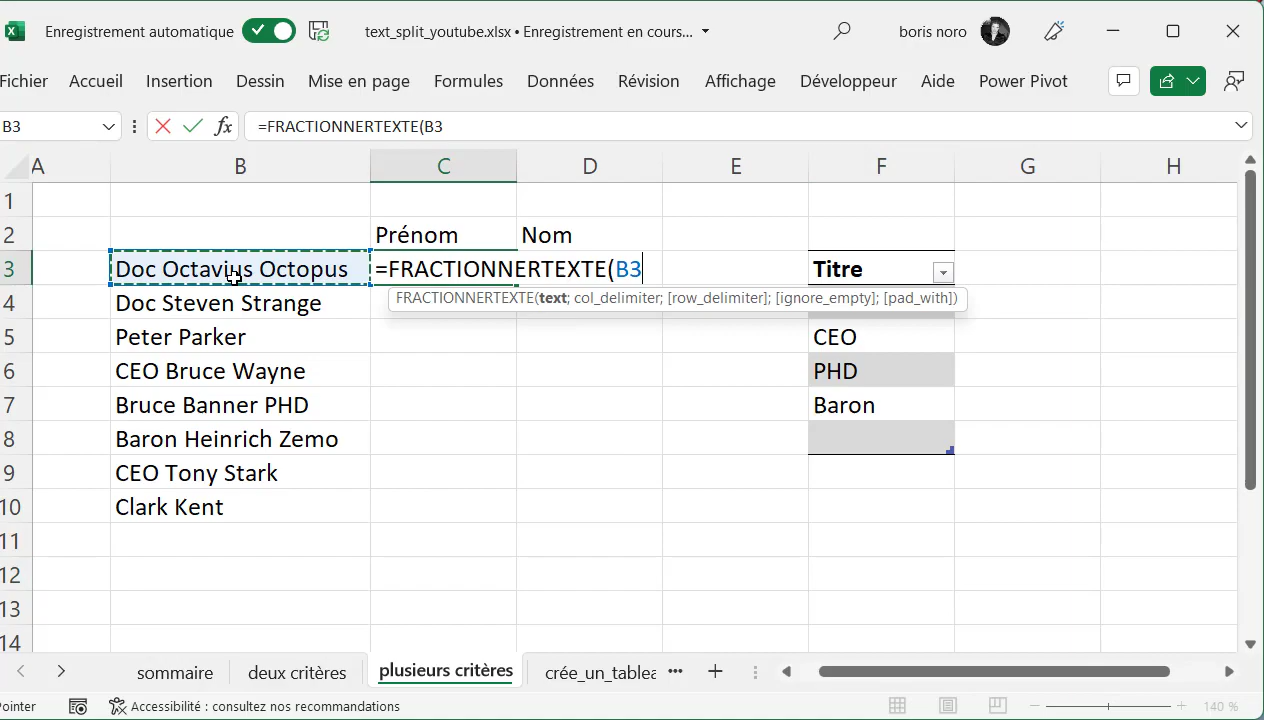 Enregistrement automatique text_split_youtube.xlsx • Enregistrement en cours... boris noro
Fichier Accueil Insertion Dessin Mise en page Formules Données Révision Affichage Développeur Aide Power Pivot
B3 fx =FRACTIONNERTEXTE(B3
A B C D E F G H
1
2 Prénom Nom
3 Doc Octavius Octopus =FRACTIONNERTEXTE(B3 Titre
FRACTIONNERTEXTE(text; col_delimiter; [row_delimiter]; [ignore_empty]; [pad_with])
4 Doc Steven Strange
5 Peter Parker CEO
6 CEO Bruce Wayne PHD
7 Bruce Banner PHD Baron
8 Baron Heinrich Zemo
9 CEO Tony Stark
10 Clark Kent
11
12
13
14
sommaire deux critères plusieurs critères crée_un_tablea •••
ointer Accessibilité : consultez nos recommandations 140 %